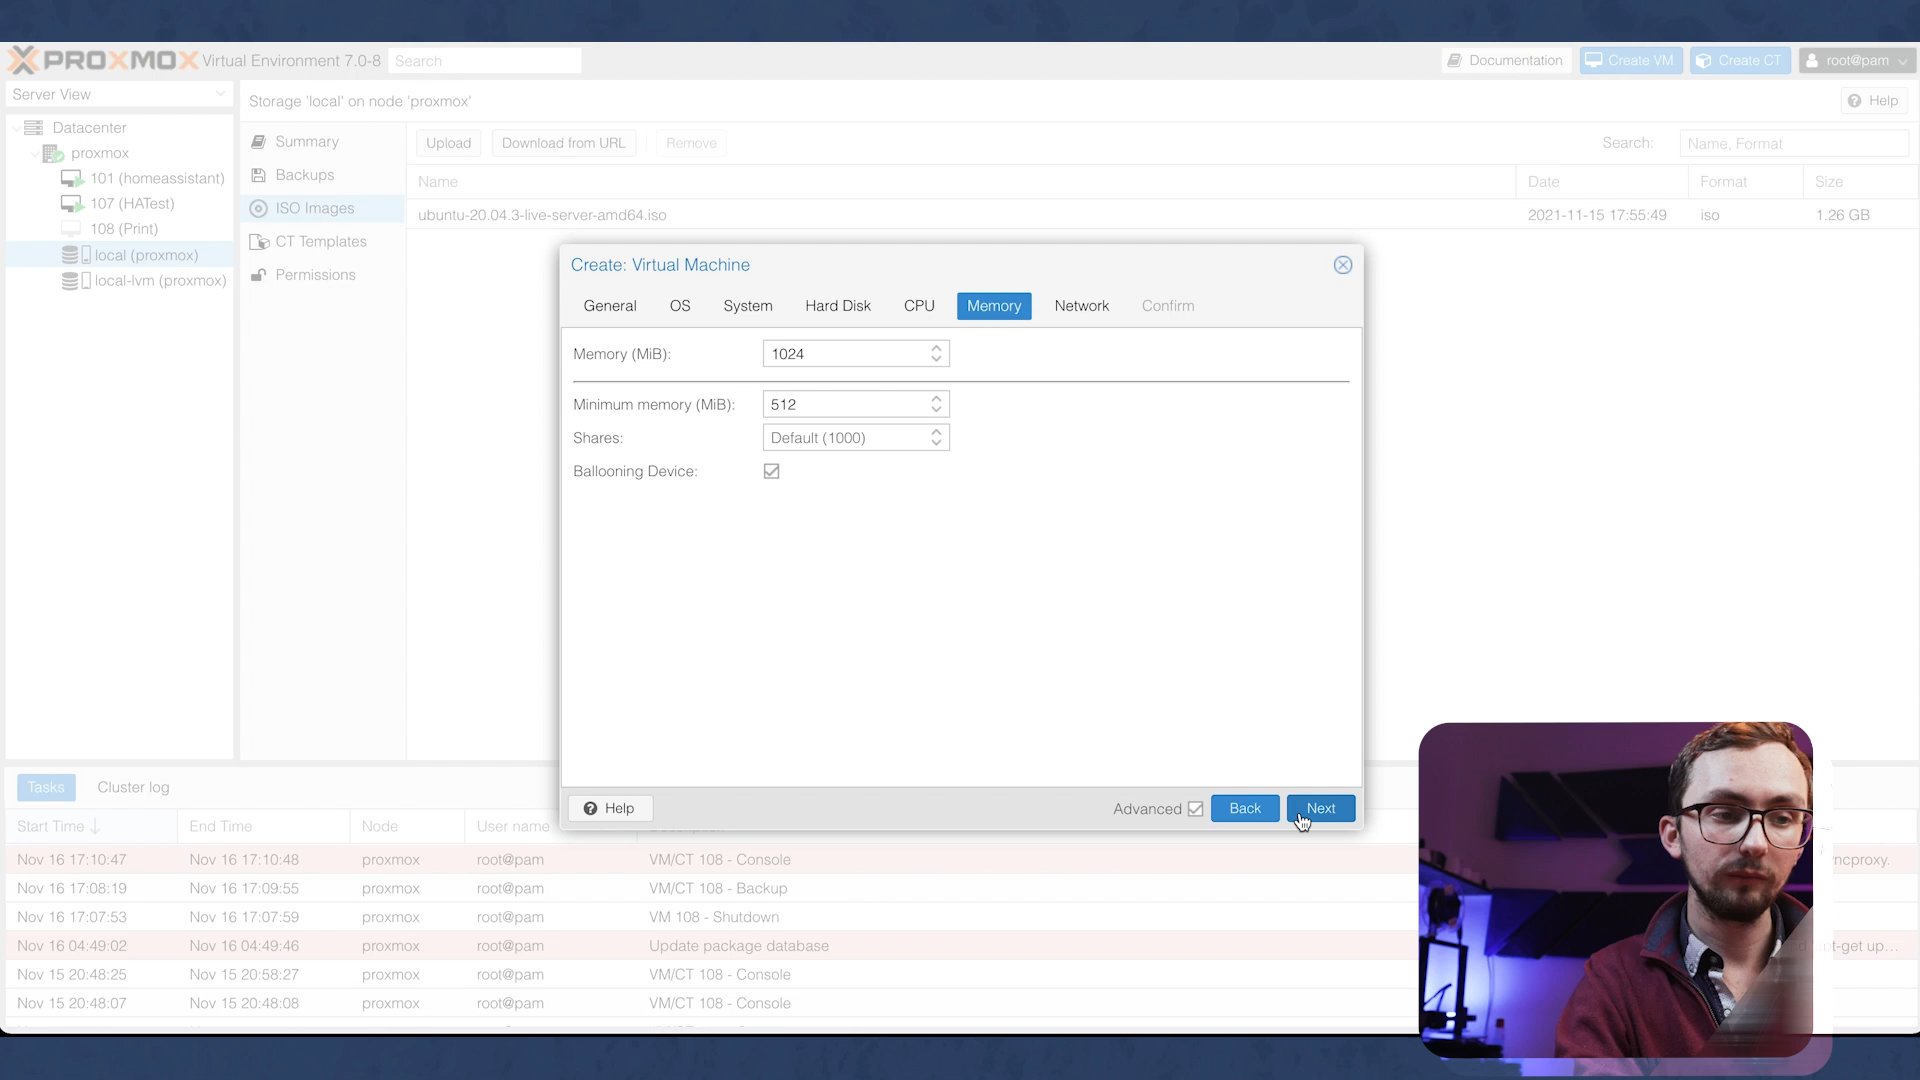 PROXMOX Virtual Environment 7.0-8 Search Documentation Create VM Create CT root@pam
Server View
Storage 'local' on node 'proxmox' Help
Datacenter
proxmox
101 (homeassistant)
107 (HATest)
108 (Print)
local (proxmox)
local-lvm (proxmox)
Summary
Backups
ISO Images
CT Templates
Permissions
Upload Download from URL Remove Search: Name, Format
Name Date Format Size
ubuntu-20.04.3-live-server-amd64.iso 2021-11-15 17:55:49 iso 1.26 GB
Create: Virtual Machine
General OS System Hard Disk CPU Memory Network Confirm
Memory (MiB): 1024
Minimum memory (MiB): 512
Shares: Default (1000)
Ballooning Device:
Help Advanced Back Next
Tasks Cluster log
Start Time End Time Node User name
Nov 16 17:10:47 Nov 16 17:10:48 proxmox root@pam VM/CT 108 - Console ncproxy.
Nov 16 17:08:19 Nov 16 17:09:55 proxmox root@pam VM/CT 108 - Backup
Nov 16 17:07:53 Nov 16 17:07:59 proxmox root@pam VM 108 - Shutdown
Nov 16 04:49:02 Nov 16 04:49:46 proxmox root@pam Update package database t-get up...
Nov 15 20:48:25 Nov 15 20:58:27 proxmox root@pam VM/CT 108 - Console
Nov 15 20:48:07 Nov 15 20:48:08 proxmox root@pam VM/CT 108 - Console